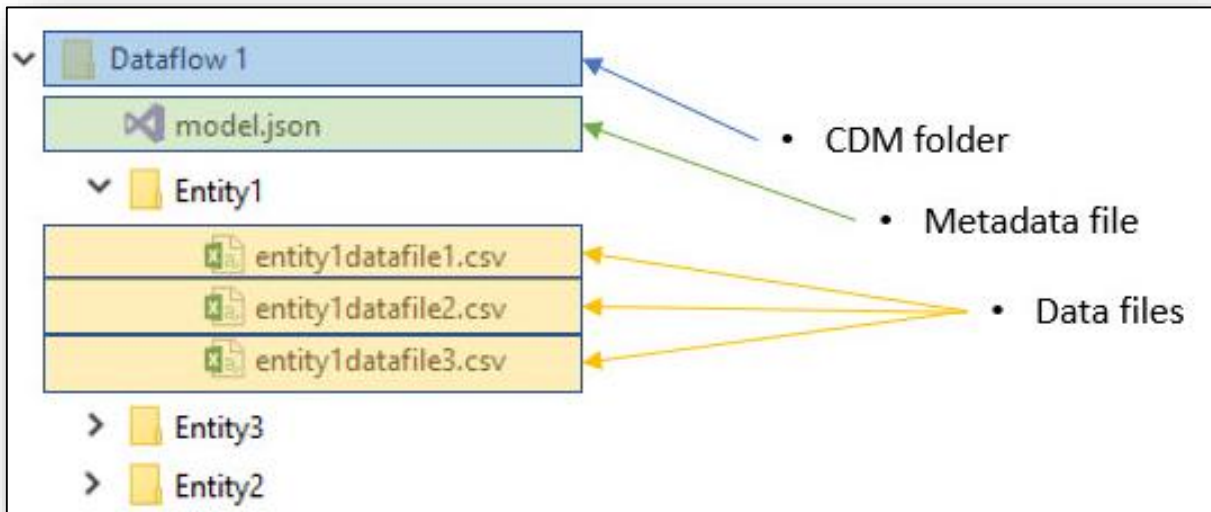 Dataflow 1
model.json
• CDM folder
Entity1
• Metadata file
entity1datafile1.csv
entity1datafile2.csv
• Data files
entity1datafile3.csv
Entity3
Entity2